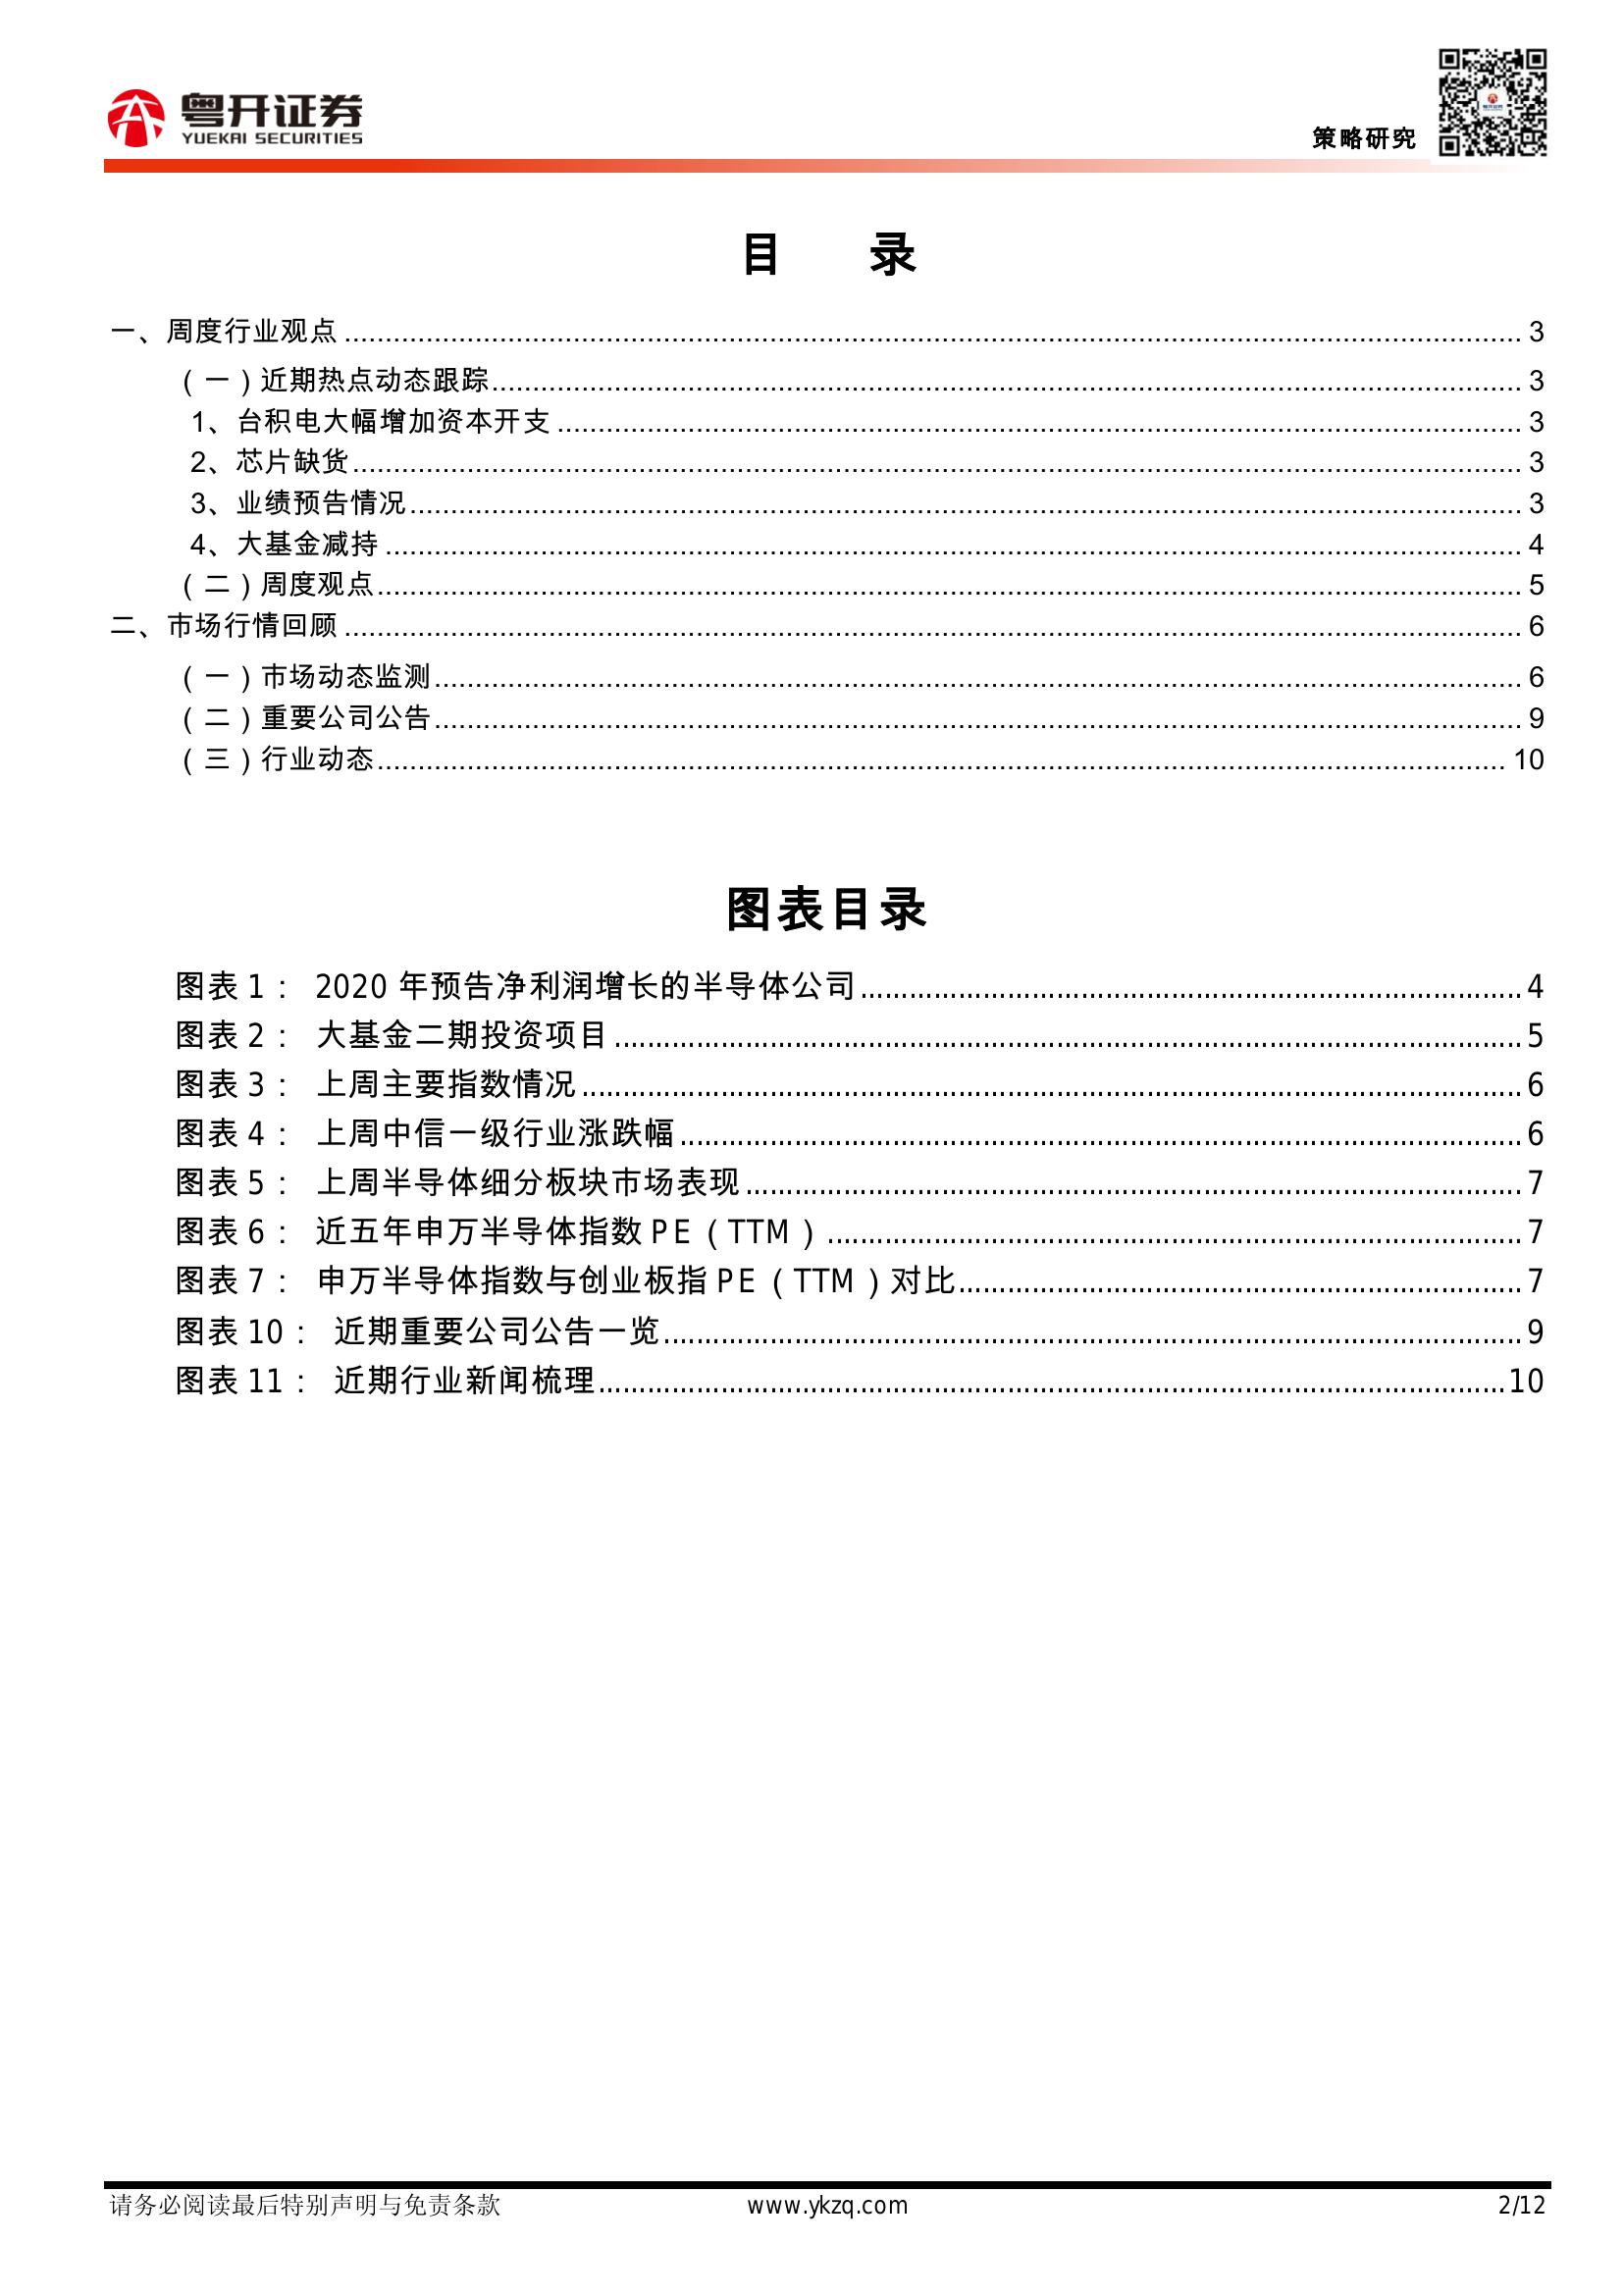 粤开证券
YUEKAI SECURITIES
策略研究
目 录
一、周度行业观点 3
（一）近期热点动态跟踪 3
1、台积电大幅增加资本开支 3
2、芯片缺货 3
3、业绩预告情况 3
4、大基金减持 4
（二）周度观点 5
二、市场行情回顾 6
（一）市场动态监测 6
（二）重要公司公告 9
（三）行业动态 10
图表目录
图表 1： 2020 年预告净利润增长的半导体公司 4
图表 2： 大基金二期投资项目 5
图表 3： 上周主要指数情况 6
图表 4： 上周中信一级行业涨跌幅 6
图表 5： 上周半导体细分板块市场表现 7
图表 6： 近五年申万半导体指数 PE（TTM） 7
图表 7： 申万半导体指数与创业板指 PE（TTM）对比 7
图表 10： 近期重要公司公告一览 9
图表 11： 近期行业新闻梳理 10
请务必阅读最后特别声明与免责条款 www.ykzq.com 2/12